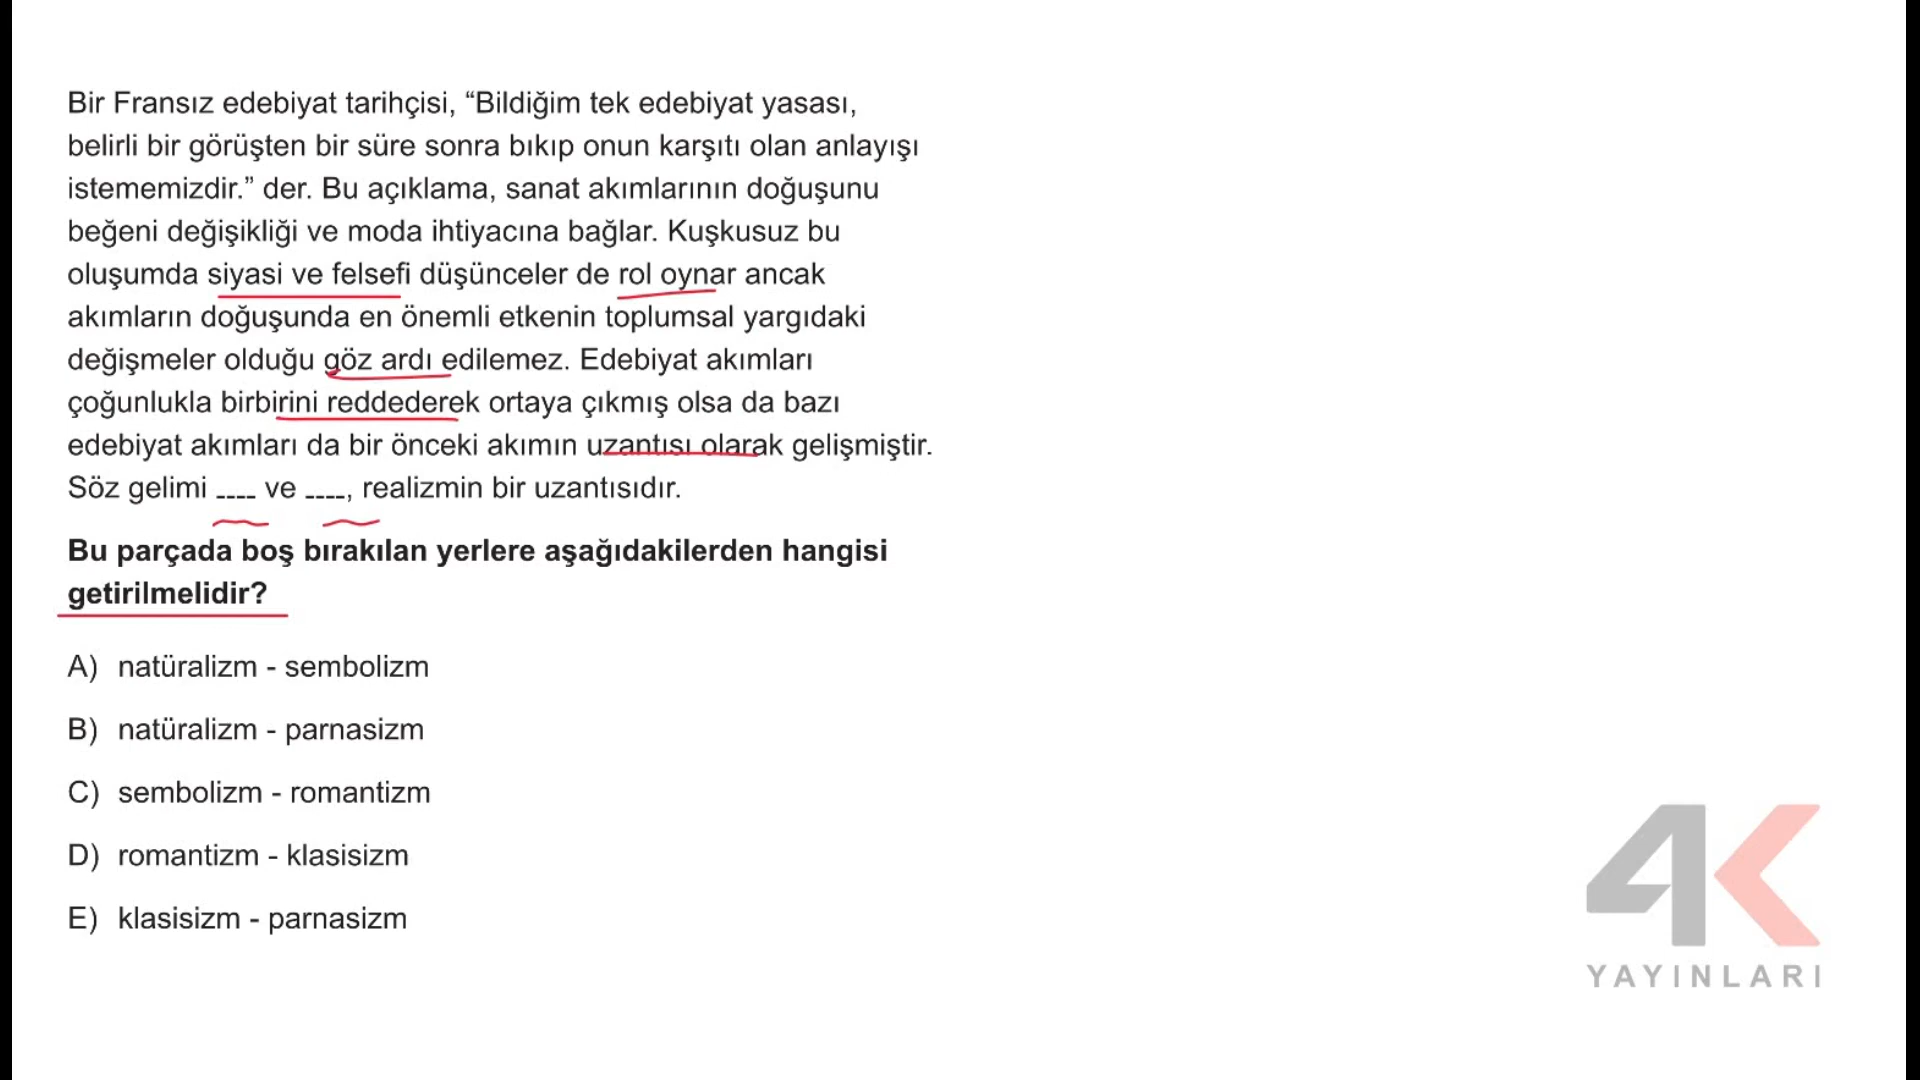 Bir Fransız edebiyat tarihçisi, “Bildiğim tek edebiyat yasası,
belirli bir görüşten bir süre sonra bıkıp onun karşıtı olan anlayışı
istememizdir.” der. Bu açıklama, sanat akımlarının doğuşunu
beğeni değişikliği ve moda ihtiyacına bağlar. Kuşkusuz bu
oluşumda siyasi ve felsefi düşünceler de rol oynar ancak
akımların doğuşunda en önemli etkenin toplumsal yargıdaki
değişmeler olduğu göz ardı edilemez. Edebiyat akımları
çoğunlukla birbirini reddederek ortaya çıkmış olsa da bazı
edebiyat akımları da bir önceki akımın uzantısı olarak gelişmiştir.
Söz gelimi ---- ve ----, realizmin bir uzantısıdır.
Bu parçada boş bırakılan yerlere aşağıdakilerden hangisi
getirilmelidir?
A) natüralizm - sembolizm
B) natüralizm - parnasizm
C) sembolizm - romantizm
D) romantizm - klasisizm
E) klasisizm - parnasizm
4K
YAYINLARI